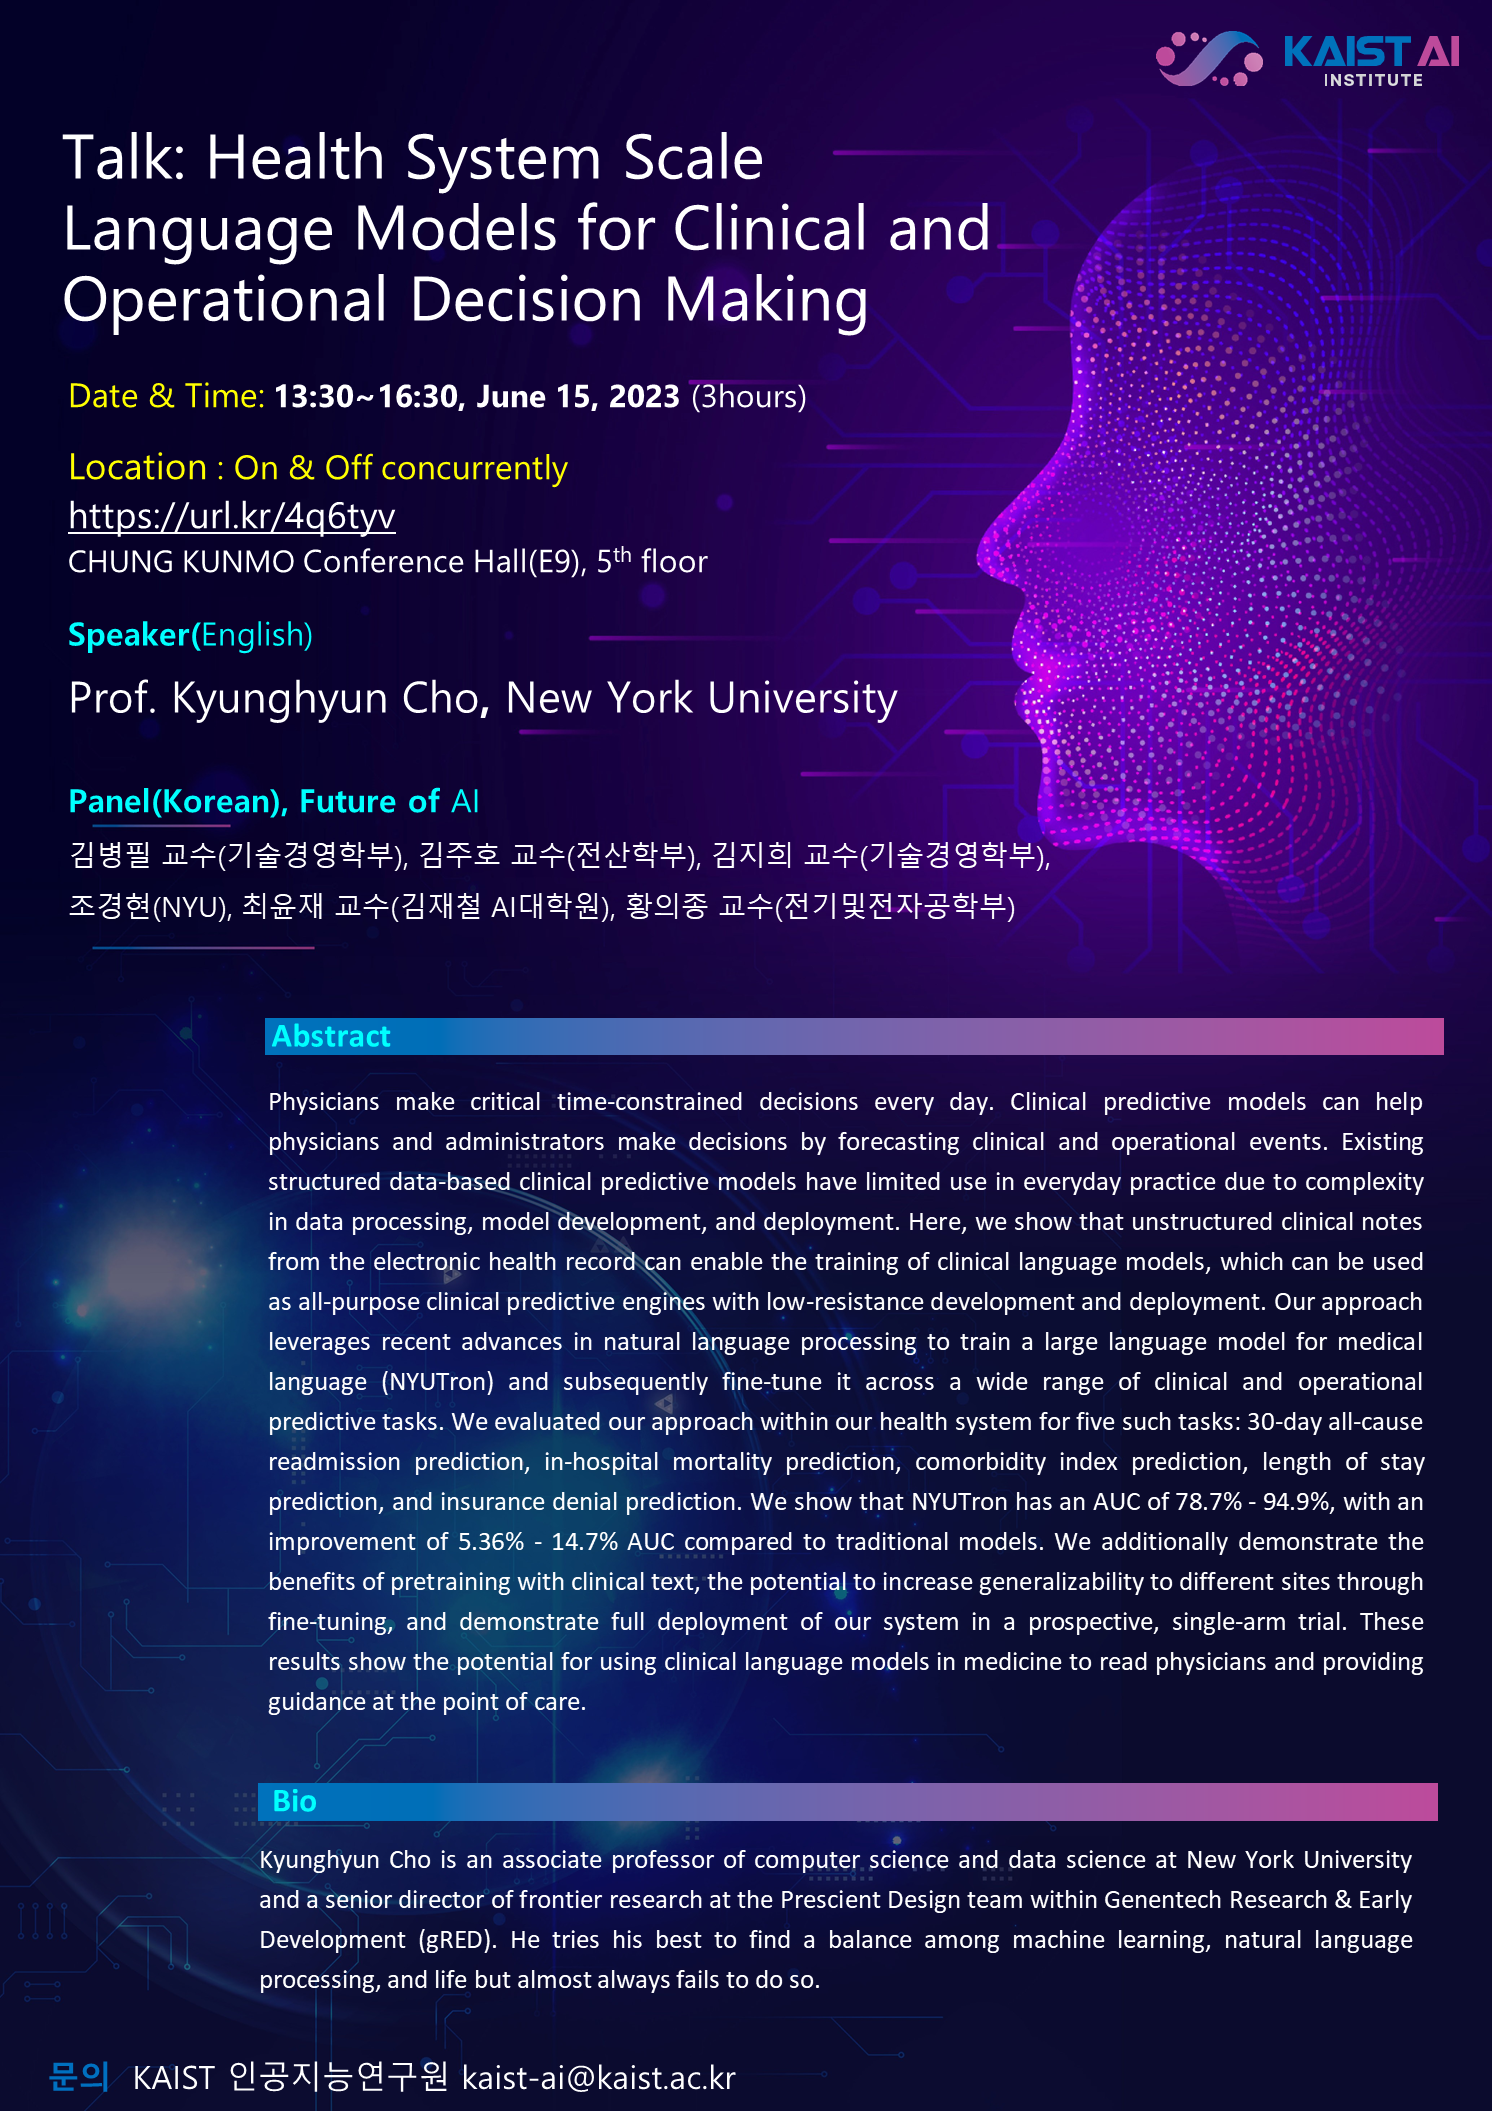 KAIST AI
INSTITUTE
Talk: Health System Scale
Language Models for Clinical and
Operational Decision Making
Date & Time: 13:30~16:30, June 15, 2023 (3hours)
Location : On & Off concurrently
https://url.kr/4q6tyv
CHUNG KUNMO Conference Hall(E9), 5th floor
Speaker(English)
Prof. Kyunghyun Cho, New York University
Panel(Korean), Future of AI
김병필 교수(기술경영학부), 김주호 교수(전산학부), 김지희 교수(기술경영학부),
조경현(NYU), 최윤재 교수(김재철 AI대학원), 황의종 교수(전기및전자공학부)
Abstract
Physicians make critical time-constrained decisions every day. Clinical predictive models can help
physicians and administrators make decisions by forecasting clinical and operational events. Existing
structured data-based clinical predictive models have limited use in everyday practice due to complexity
in data processing, model development, and deployment. Here, we show that unstructured clinical notes
from the electronic health record can enable the training of clinical language models, which can be used
as all-purpose clinical predictive engines with low-resistance development and deployment. Our approach
leverages recent advances in natural language processing to train a large language model for medical
language (NYUTron) and subsequently fine-tune it across a wide range of clinical and operational
predictive tasks. We evaluated our approach within our health system for five such tasks: 30-day all-cause
readmission prediction, in-hospital mortality prediction, comorbidity index prediction, length of stay
prediction, and insurance denial prediction. We show that NYUTron has an AUC of 78.7% - 94.9%, with an
improvement of 5.36% - 14.7% AUC compared to traditional models. We additionally demonstrate the
benefits of pretraining with clinical text, the potential to increase generalizability to different sites through
fine-tuning, and demonstrate full deployment of our system in a prospective, single-arm trial. These
results show the potential for using clinical language models in medicine to read physicians and providing
guidance at the point of care.
Bio
Kyunghyun Cho is an associate professor of computer science and data science at New York University
and a senior director of frontier research at the Prescient Design team within Genentech Research & Early
Development (gRED). He tries his best to find a balance among machine learning, natural language
processing, and life but almost always fails to do so.
문의 KAIST 인공지능연구원 kaist-ai@kaist.ac.kr